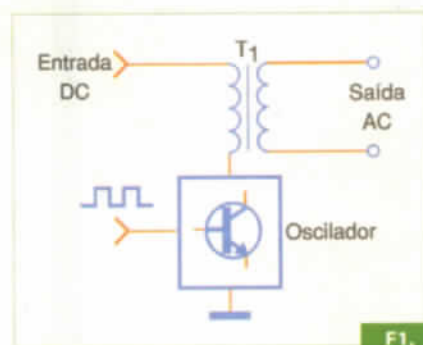 T1
Entrada
DC
Saída
AC
Oscilador
F1.